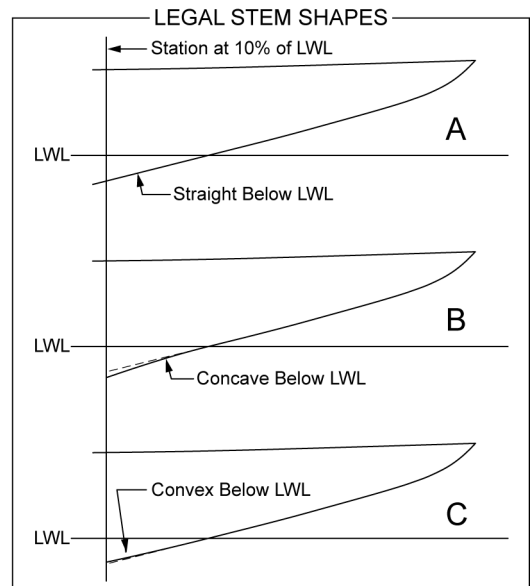 LEGAL STEM SHAPES
Station at 10% of LWL
A
LWL
Straight Below LWL
B
LWL
Concave Below LWL
Convex Below LWL
C
LWL